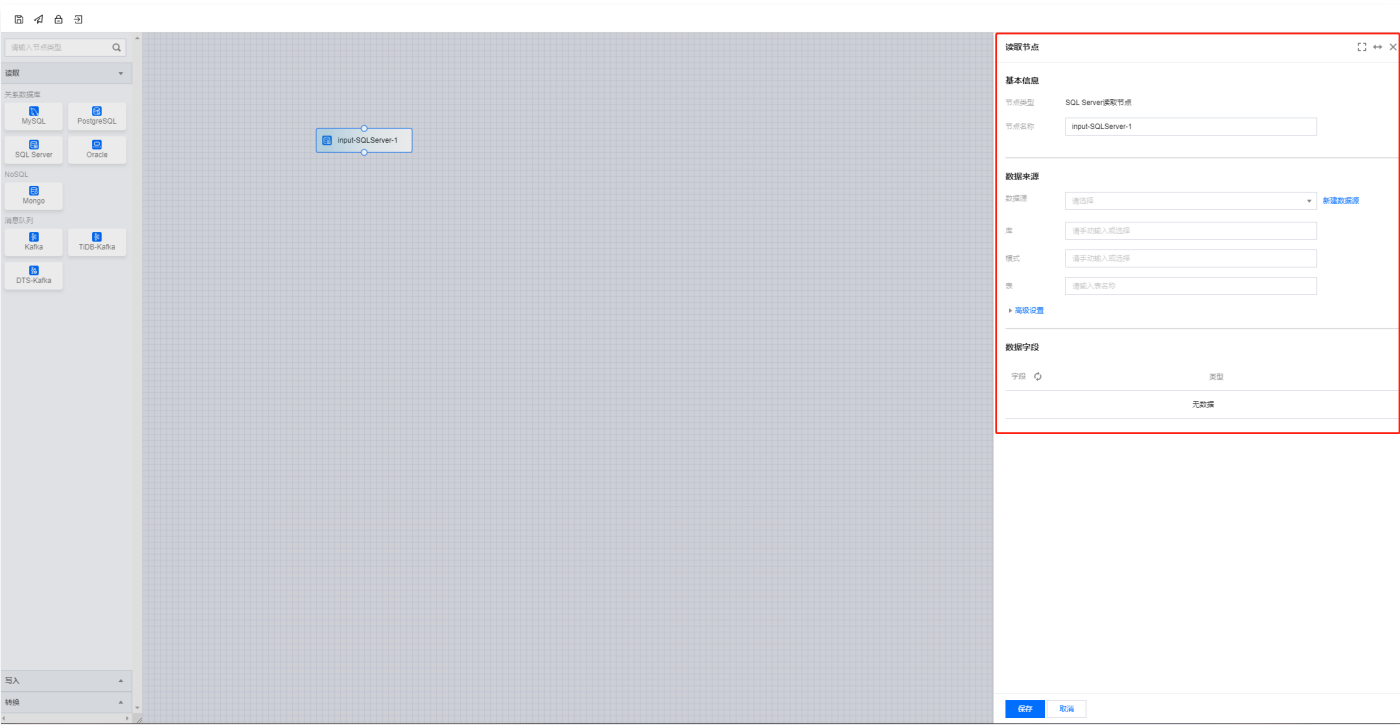 请输入节点类型
读取
关系数据库
MySQL
PostgreSQL
SQL Server
Oracle
NoSQL
Mongo
消息队列
Kafka
TiDB-Kafka
DTS-Kafka
写入
转换
input-SQLServer-1
读取节点
基本信息
节点类型 SQL Server读取节点
节点名称 input-SQLServer-1
数据来源
数据源 请选择 新建数据源
库 请手动输入或选择
模式 请手动输入或选择
表 请输入表名称
高级设置
数据字段
字段 类型
无数据
保存 取消